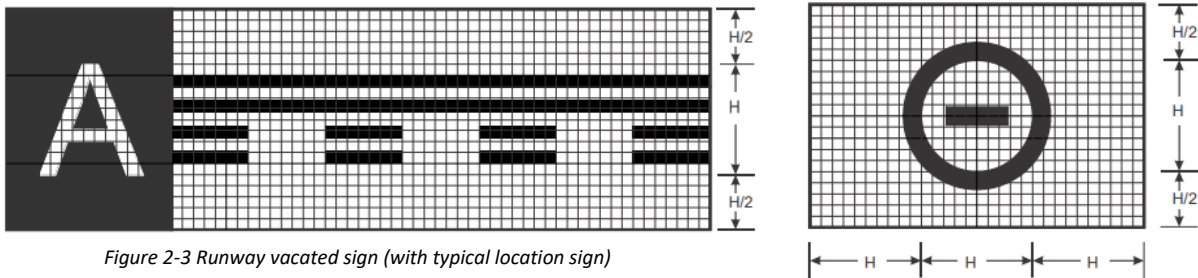 A
H/2
H
H/2
Figure 2-3 Runway vacated sign (with typical location sign)
H/2
H
H/2
H H H